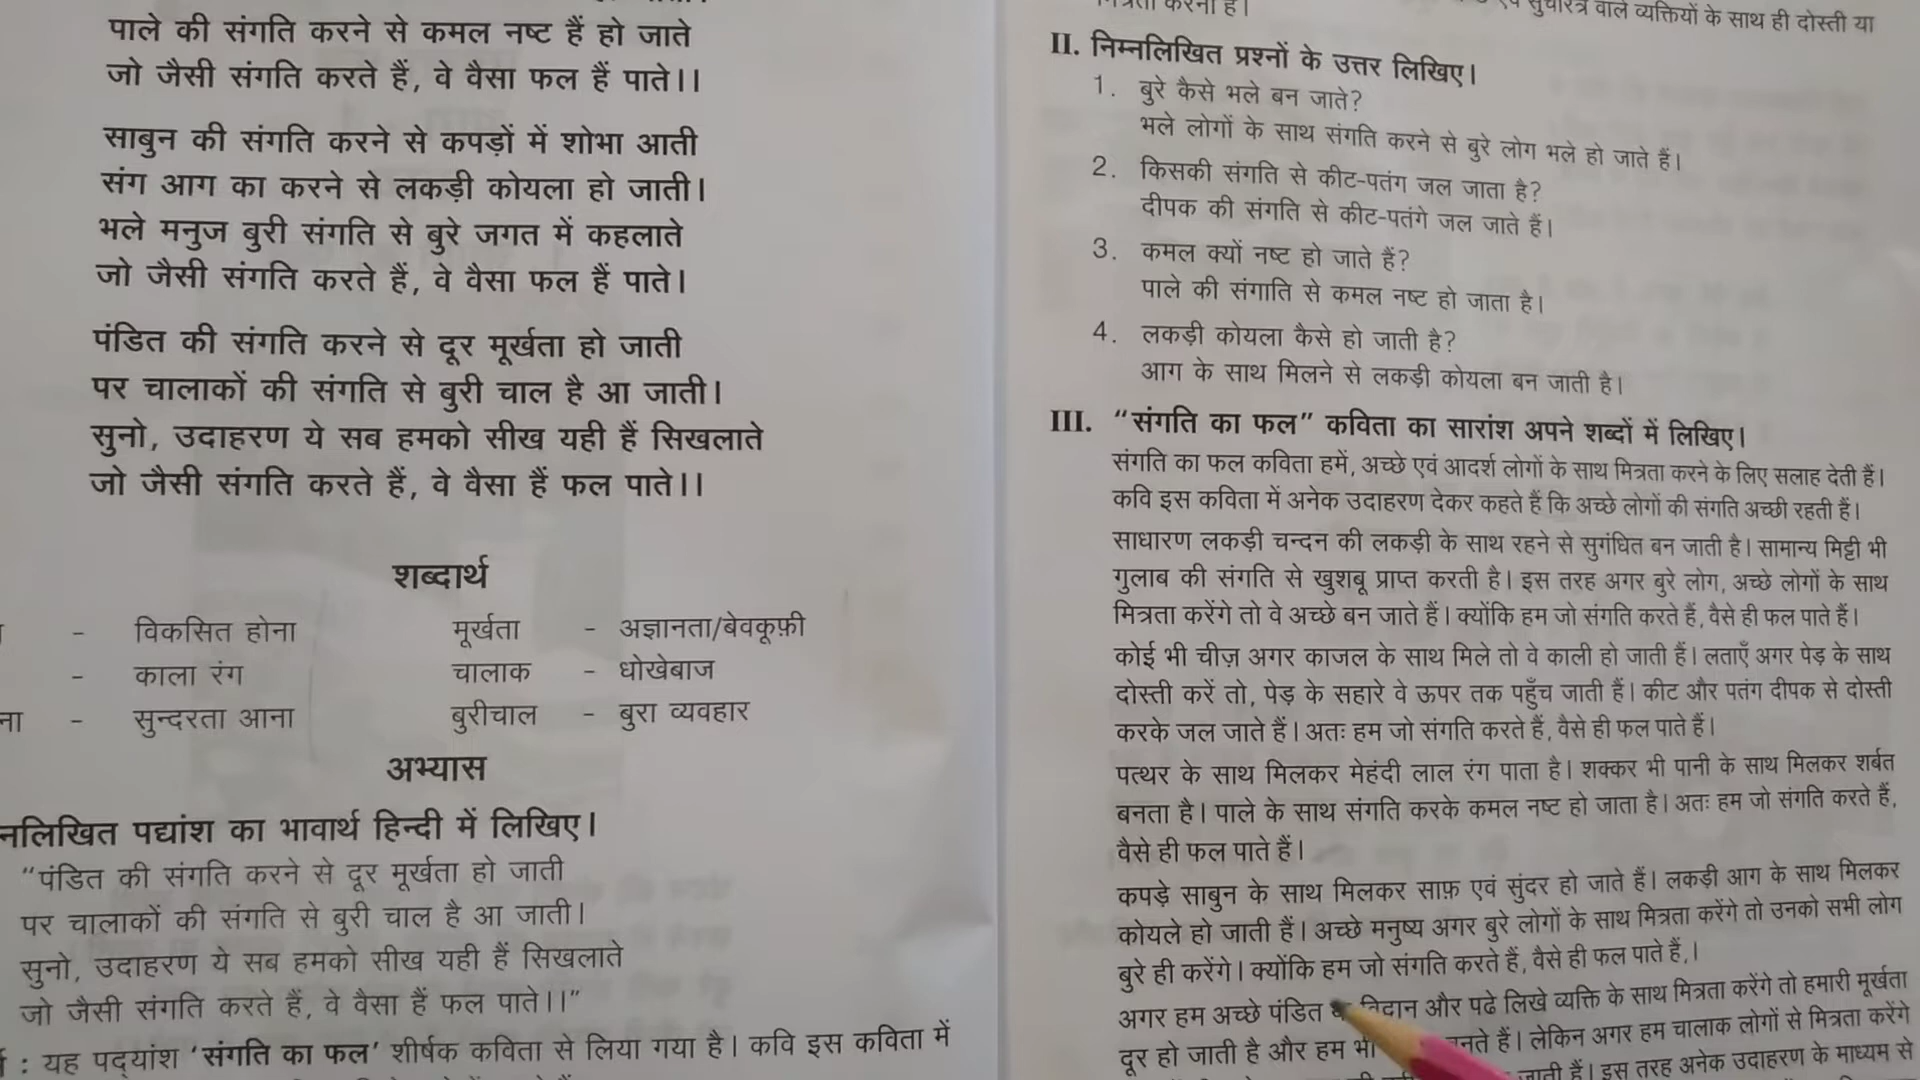 पाले की संगति करने से कमल नष्ट हैं हो जाते
जो जैसी संगति करते हैं, वे वैसा फल हैं पाते।।
साबुन की संगति करने से कपड़ों में शोभा आती
संग आग का करने से लकड़ी कोयला हो जाती।
भले मनुज बुरी संगति से बुरे जगत में कहलाते
जो जैसी संगति करते हैं, वे वैसा फल हैं पाते।
पंडित की संगति करने से दूर मूर्खता हो जाती
पर चालाकों की संगति से बुरी चाल है आ जाती।
सुनो, उदाहरण ये सब हमको सीख यही हैं सिखलाते
जो जैसी संगति करते हैं, वे वैसा हैं फल पाते।।
शब्दार्थ
- विकसित होना मूर्खता - अज्ञानता/बेवकूफ़ी
- काला रंग चालाक - धोखेबाज
ना - सुन्दरता आना बुरीचाल - बुरा व्यवहार
अभ्यास
नलिखित पद्यांश का भावार्थ हिन्दी में लिखिए।
“पंडित की संगति करने से दूर मूर्खता हो जाती
पर चालाकों की संगति से बुरी चाल है आ जाती।
सुनो, उदाहरण ये सब हमको सीख यही हैं सिखलाते
जो जैसी संगति करते हैं, वे वैसा हैं फल पाते।।”
: यह पद्यांश ‘संगति का फल’ शीर्षक कविता से लिया गया है। कवि इस कविता में
एवं सुचरित्र वाले व्यक्तियों के साथ ही दोस्ती या
मित्रता करना है।
II. निम्नलिखित प्रश्नों के उत्तर लिखिए।
1. बुरे कैसे भले बन जाते?
भले लोगों के साथ संगति करने से बुरे लोग भले हो जाते हैं।
2. किसकी संगति से कीट-पतंग जल जाता है?
दीपक की संगति से कीट-पतंगे जल जाते हैं।
3. कमल क्यों नष्ट हो जाते हैं?
पाले की संगाति से कमल नष्ट हो जाता है।
4. लकड़ी कोयला कैसे हो जाती है?
आग के साथ मिलने से लकड़ी कोयला बन जाती है।
III. “संगति का फल” कविता का सारांश अपने शब्दों में लिखिए।
संगति का फल कविता हमें, अच्छे एवं आदर्श लोगों के साथ मित्रता करने के लिए सलाह देती हैं।
कवि इस कविता में अनेक उदाहरण देकर कहते हैं कि अच्छे लोगों की संगति अच्छी रहती हैं।
साधारण लकड़ी चन्दन की लकड़ी के साथ रहने से सुगंधित बन जाती है। सामान्य मिट्टी भी
गुलाब की संगति से खुशबू प्राप्त करती है। इस तरह अगर बुरे लोग, अच्छे लोगों के साथ
मित्रता करेंगे तो वे अच्छे बन जाते हैं। क्योंकि हम जो संगति करते हैं, वैसे ही फल पाते हैं।
कोई भी चीज़ अगर काजल के साथ मिले तो वे काली हो जाती हैं। लताएँ अगर पेड़ के साथ
दोस्ती करें तो, पेड़ के सहारे वे ऊपर तक पहुँच जाती हैं। कीट और पतंग दीपक से दोस्ती
करके जल जाते हैं। अतः हम जो संगति करते हैं, वैसे ही फल पाते हैं।
पत्थर के साथ मिलकर मेहंदी लाल रंग पाता है। शक्कर भी पानी के साथ मिलकर शर्बत
बनता है। पाले के साथ संगति करके कमल नष्ट हो जाता है। अतः हम जो संगति करते हैं,
वैसे ही फल पाते हैं।
कपड़े साबुन के साथ मिलकर साफ़ एवं सुंदर हो जाते हैं। लकड़ी आग के साथ मिलकर
कोयले हो जाती हैं। अच्छे मनुष्य अगर बुरे लोगों के साथ मित्रता करेंगे तो उनको सभी लोग
बुरे ही करेंगे। क्योंकि हम जो संगति करते हैं, वैसे ही फल पाते हैं,।
अगर हम अच्छे पंडित विद्वान और पढे लिखे व्यक्ति के साथ मित्रता करेंगे तो हमारी मूर्खता
दूर हो जाती है और हम भी बनते हैं। लेकिन अगर हम चालाक लोगों से मित्रता करेंगे
जाती हैं। इस तरह अनेक उदाहरण के माध्यम से